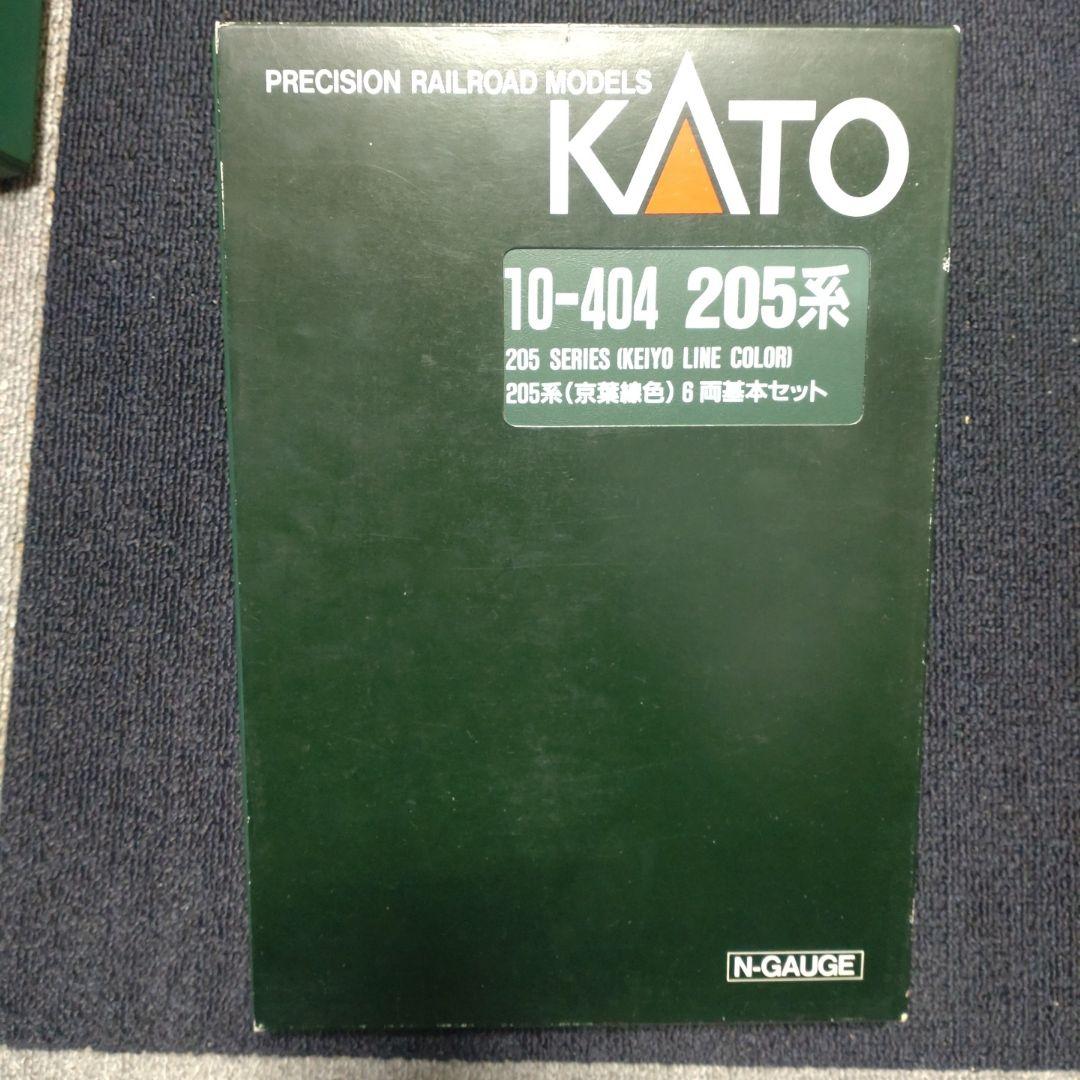 PRECISION RAILROAD MODELS
KATO
10-404 205系
205 SERIES (KEIYO LINE COLOR)
205系(京葉線色)6両基本セット
N-GAUGE